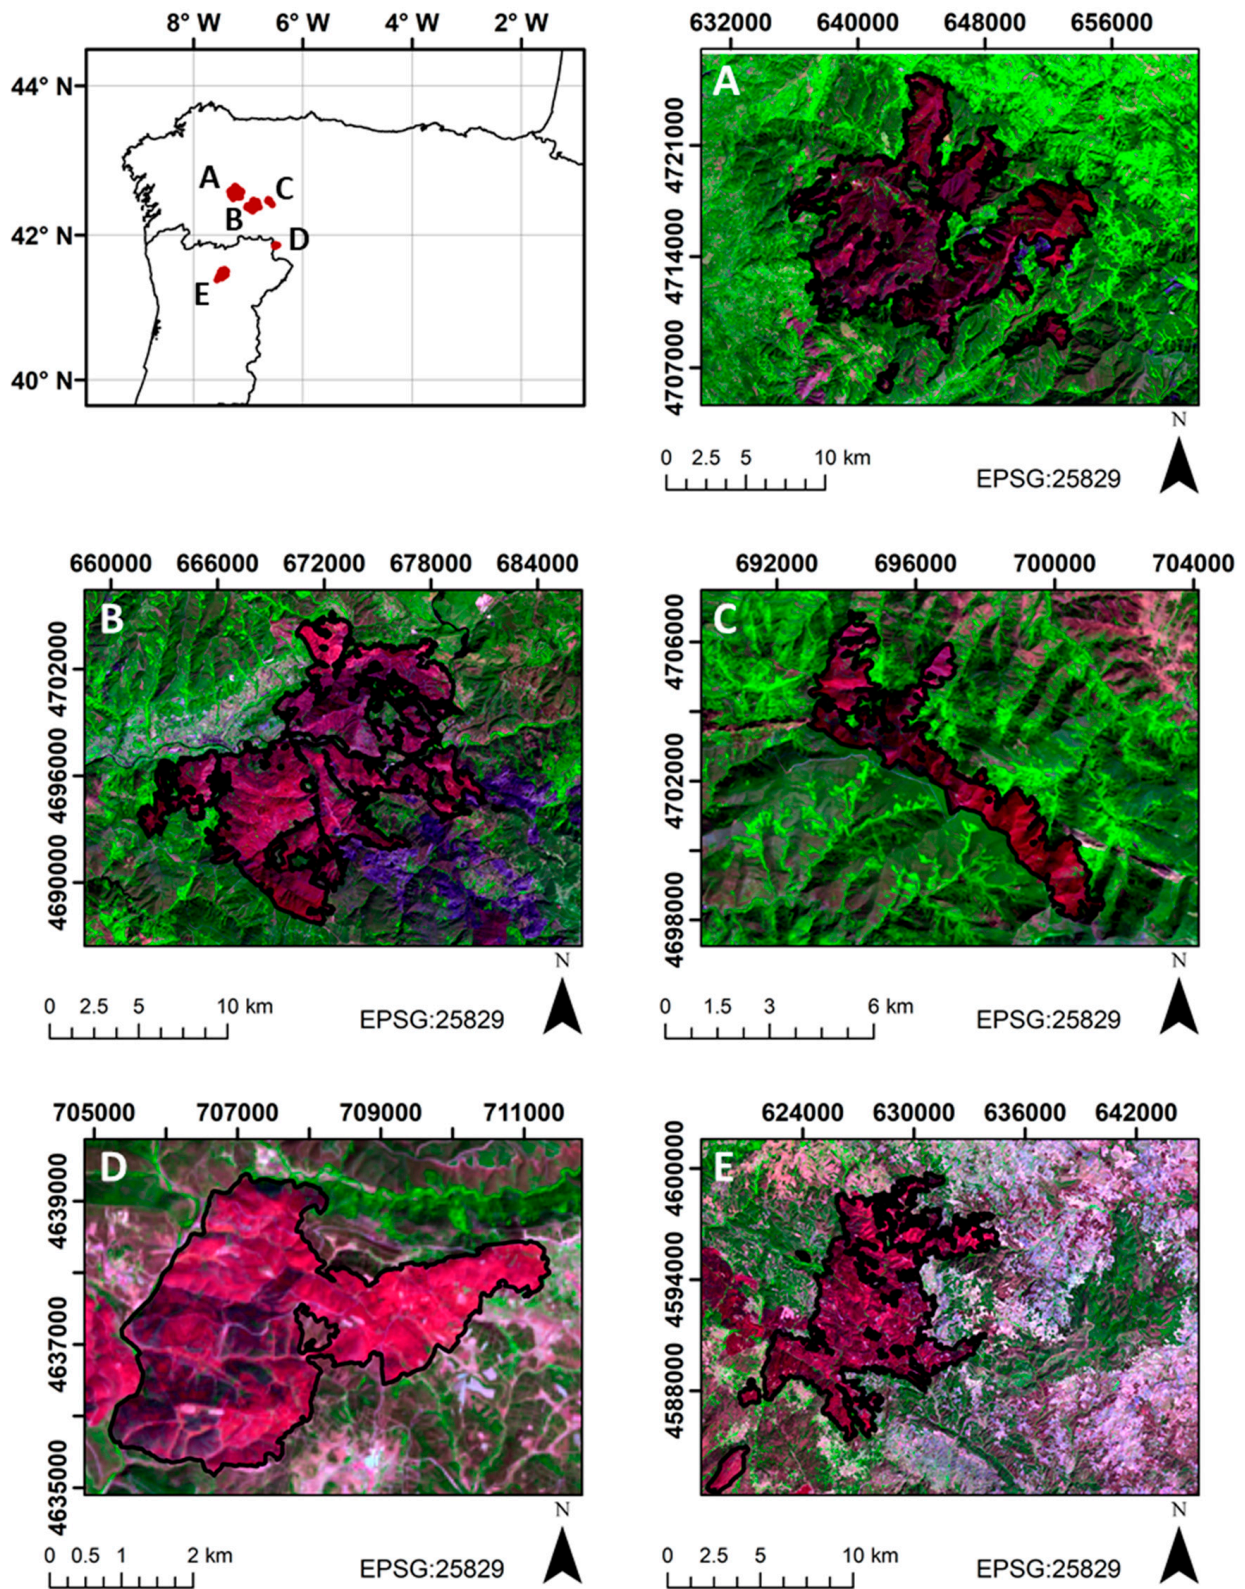 8° W 6° W 4° W 2° W
44° N
42° N
40° N
A
B
C
D
E
632000 640000 648000 656000
4721000
4714000
4707000
A
0 2.5 5 10 km
EPSG:25829
N
660000 666000 672000 678000 684000
4702000
4696000
4690000
B
0 2.5 5 10 km
EPSG:25829
N
692000 696000 700000 704000
4706000
4702000
4698000
C
0 1.5 3 6 km
EPSG:25829
N
705000 707000 709000 711000
4639000
4637000
4635000
D
0 0.5 1 2 km
EPSG:25829
N
624000 630000 636000 642000
4600000
4594000
4588000
E
0 2.5 5 10 km
EPSG:25829
N